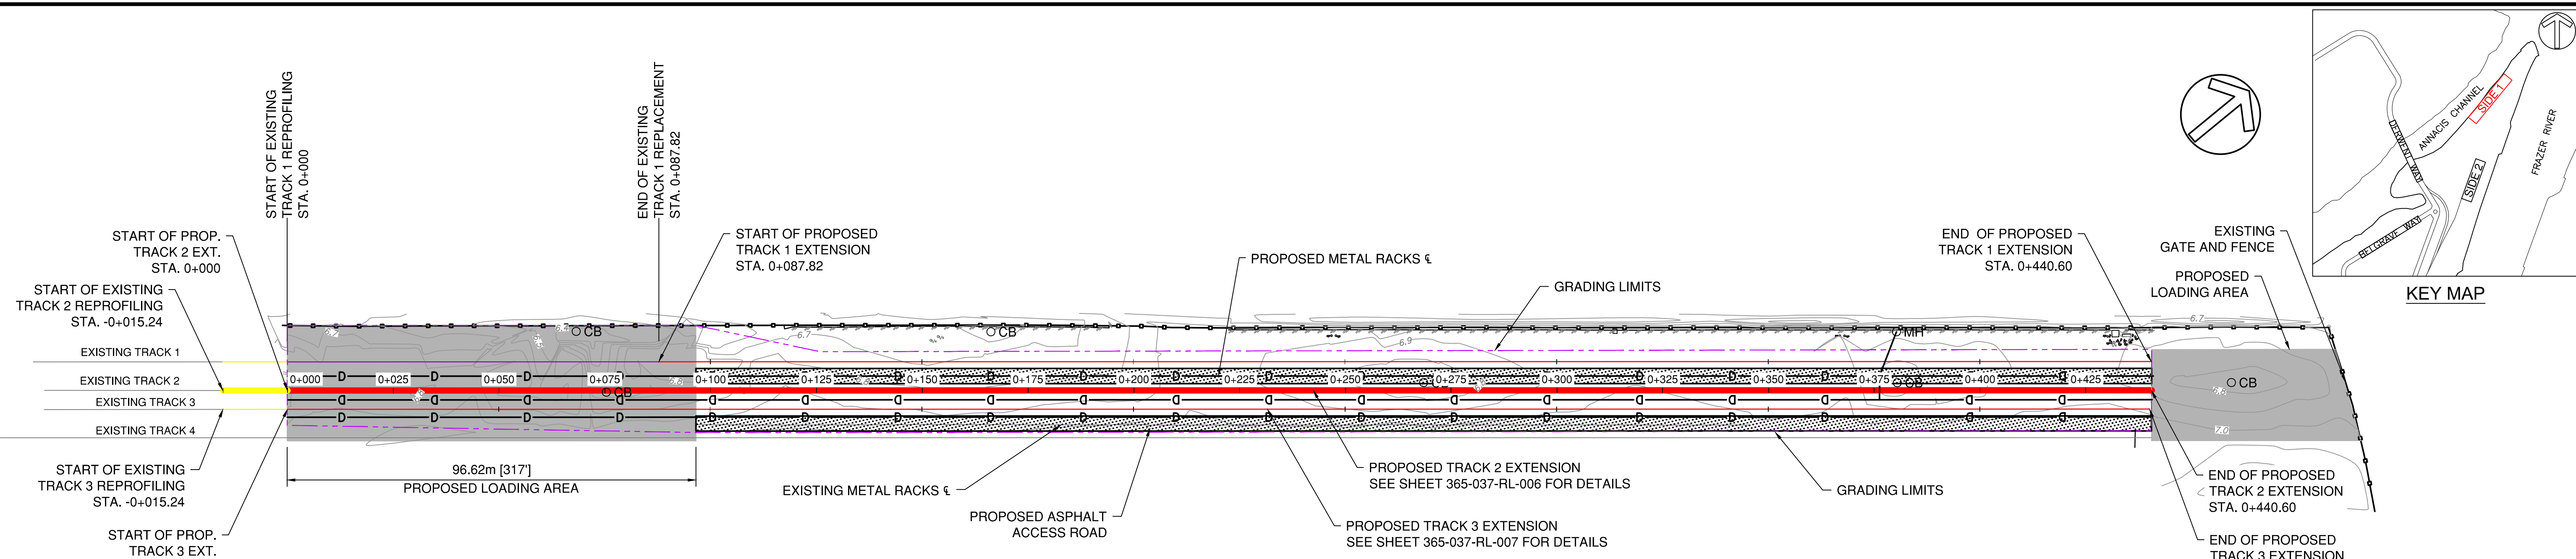 START OF EXISTING
TRACK 1 REPROFILING
STA. 0+000
END OF EXISTING
TRACK 1 REPLACEMENT
STA. 0+087.82
START OF PROP.
TRACK 2 EXT.
STA. 0+000
START OF EXISTING
TRACK 2 REPROFILING
STA. -0+015.24
START OF PROPOSED
TRACK 1 EXTENSION
STA. 0+087.82
PROPOSED METAL RACKS ℄
GRADING LIMITS
END OF PROPOSED
TRACK 1 EXTENSION
STA. 0+440.60
EXISTING
GATE AND FENCE
PROPOSED
LOADING AREA
DERWENT WAY
ANNACIS CHANNEL
SIDE 1
SIDE 2
FRAZER RIVER
BELGRAVE WAY
KEY MAP
EXISTING TRACK 1
EXISTING TRACK 2
EXISTING TRACK 3
EXISTING TRACK 4
CB
CB
MH
6.7
6.9
6.7
0+000
0+025
0+050
0+075
0+100
0+125
0+150
0+175
0+200
0+225
0+250
0+275
0+300
0+325
0+350
0+375
0+400
0+425
CB
CB
CB
7.0
D D D D D D D D D D D D D D D
D D D D D D D D D D D D D D D D D D
D D D D D D D D D D D D D D D D D D
START OF EXISTING
TRACK 3 REPROFILING
STA. -0+015.24
START OF PROP.
TRACK 3 EXT.
96.62m [317']
PROPOSED LOADING AREA
EXISTING METAL RACKS ℄
PROPOSED ASPHALT
ACCESS ROAD
PROPOSED TRACK 2 EXTENSION
SEE SHEET 365-037-RL-006 FOR DETAILS
PROPOSED TRACK 3 EXTENSION
SEE SHEET 365-037-RL-007 FOR DETAILS
GRADING LIMITS
END OF PROPOSED
TRACK 2 EXTENSION
STA. 0+440.60
END OF PROPOSED
TRACK 3 EXTENSION